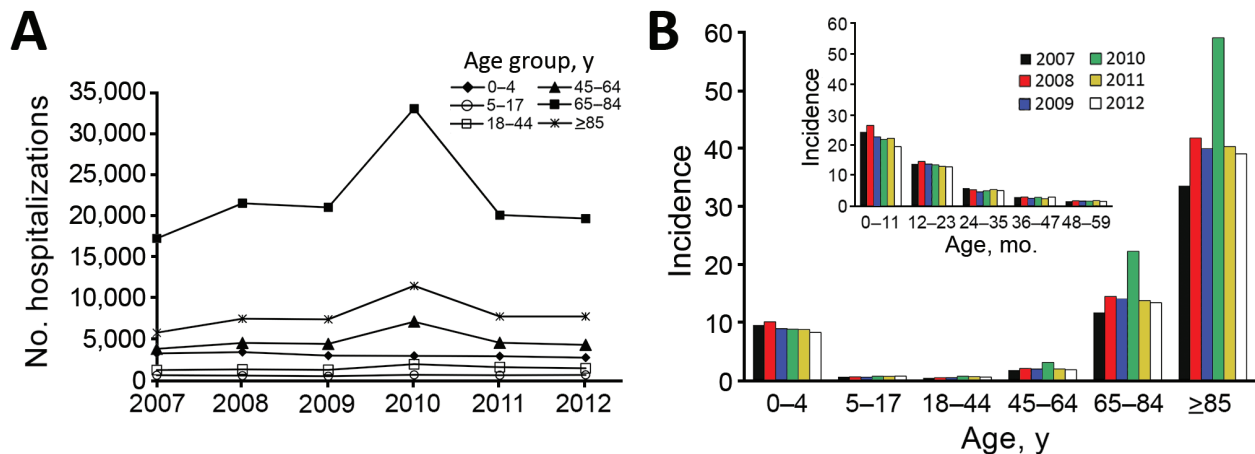 A
Age group, y
0–4 45–64
5–17 65–84
18–44 ≥85
No. hospitalizations
35,000
30,000
25,000
20,000
15,000
10,000
5,000
0
2007 2008 2009 2010 2011 2012
B
Incidence
60
50
40
30
20
10
0
0–4 5–17 18–44 45–64 65–84 ≥85
Age, y
Incidence
60
50
40
30
20
10
0
0–11 12–23 24–35 36–47 48–59
Age, mo.
2007 2010
2008 2011
2009 2012